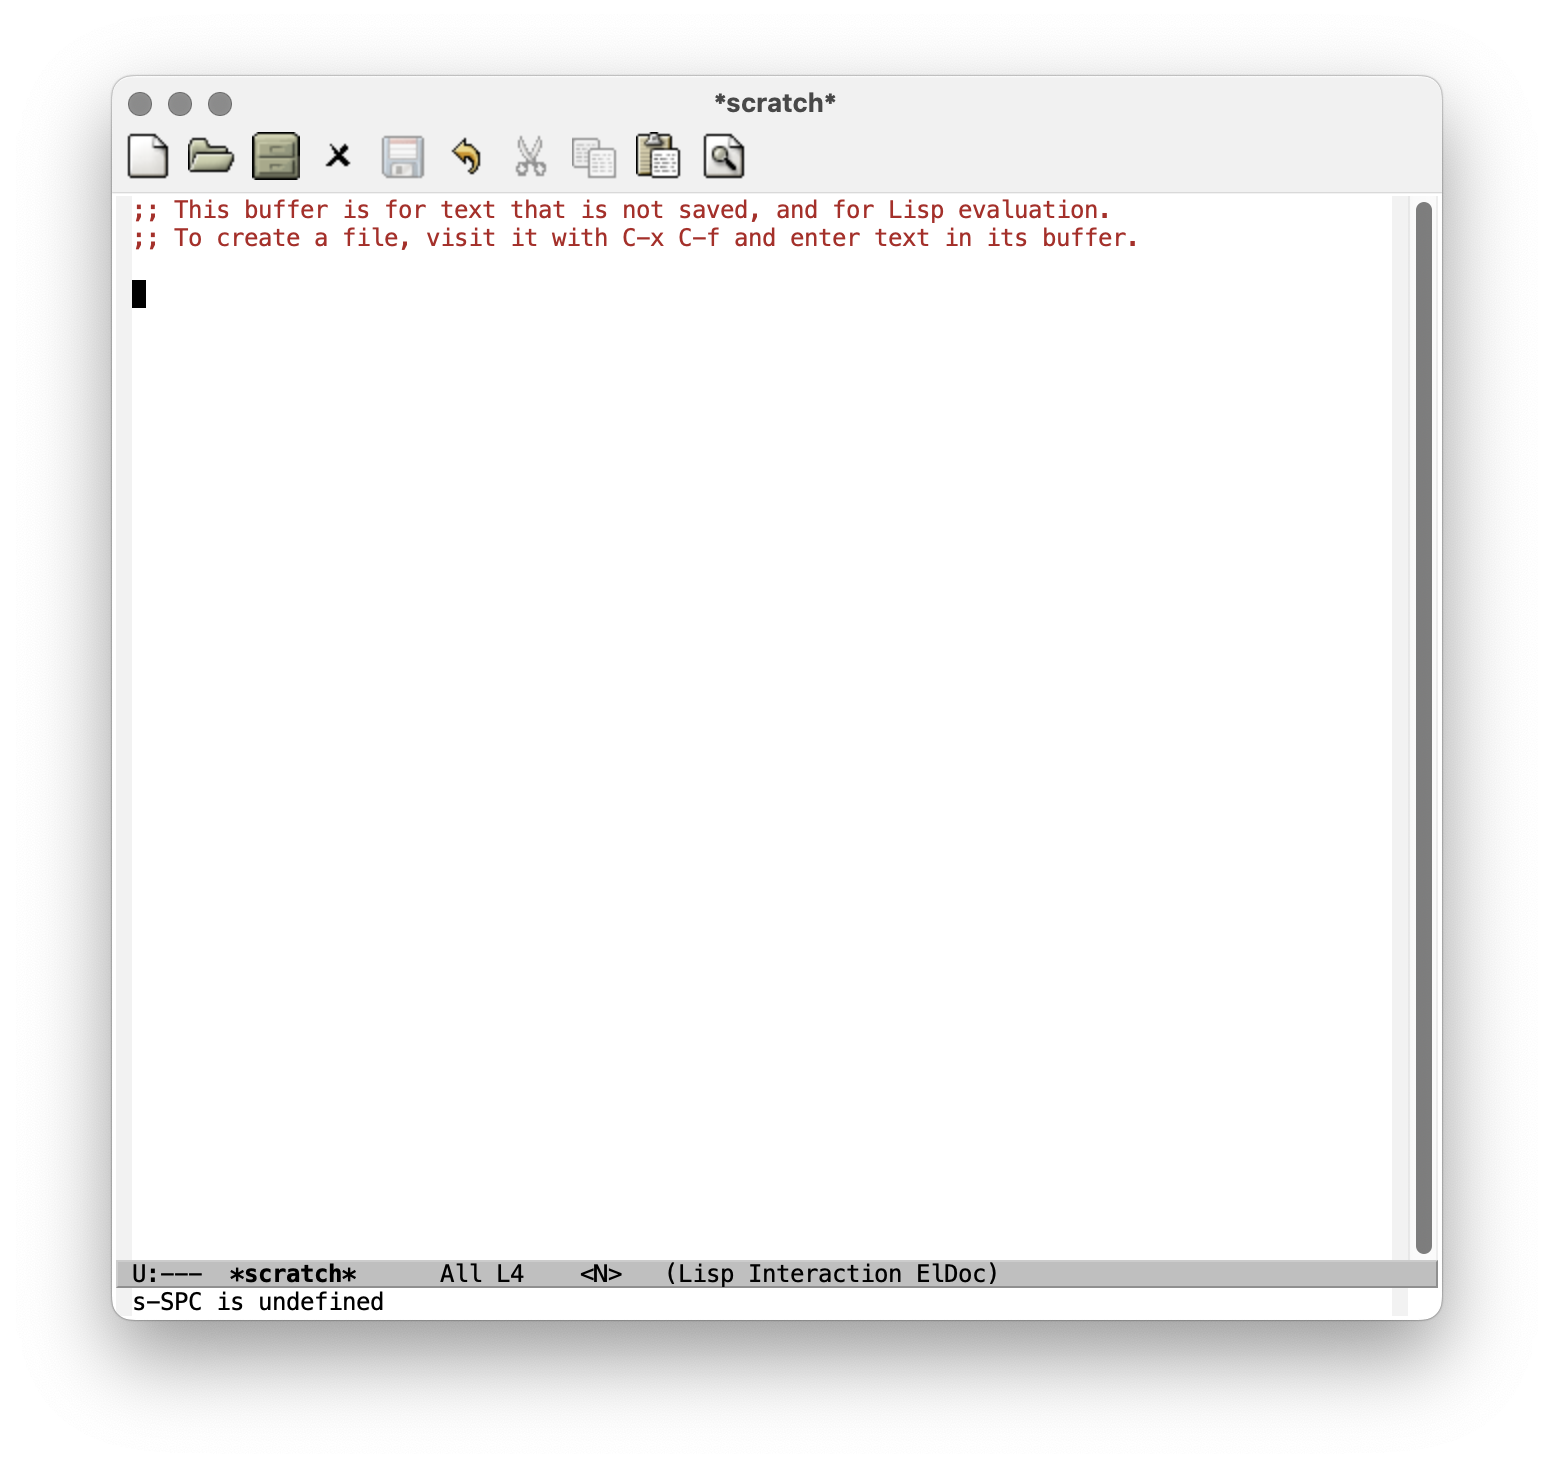 *scratch*
;; This buffer is for text that is not saved, and for Lisp evaluation.
;; To create a file, visit it with C-x C-f and enter text in its buffer.
U:--- *scratch* All L4 <N> (Lisp Interaction ElDoc)
s-SPC is undefined